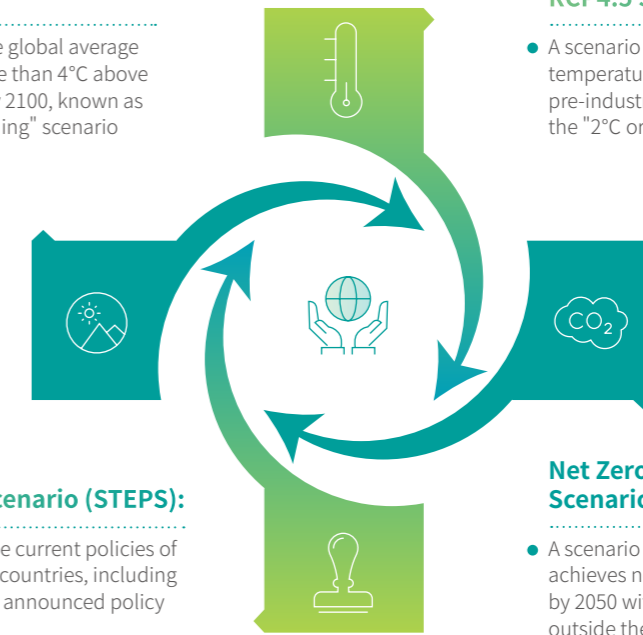 e global average
e than 4°C above
2100, known as
ing" scenario
A scenario
temperatu
pre-indust
the "2°C or
CO₂
cenario (STEPS):
e current policies of
countries, including
announced policy
Net Zero
Scenario
A scenario
achieves n
by 2050 wi
outside the